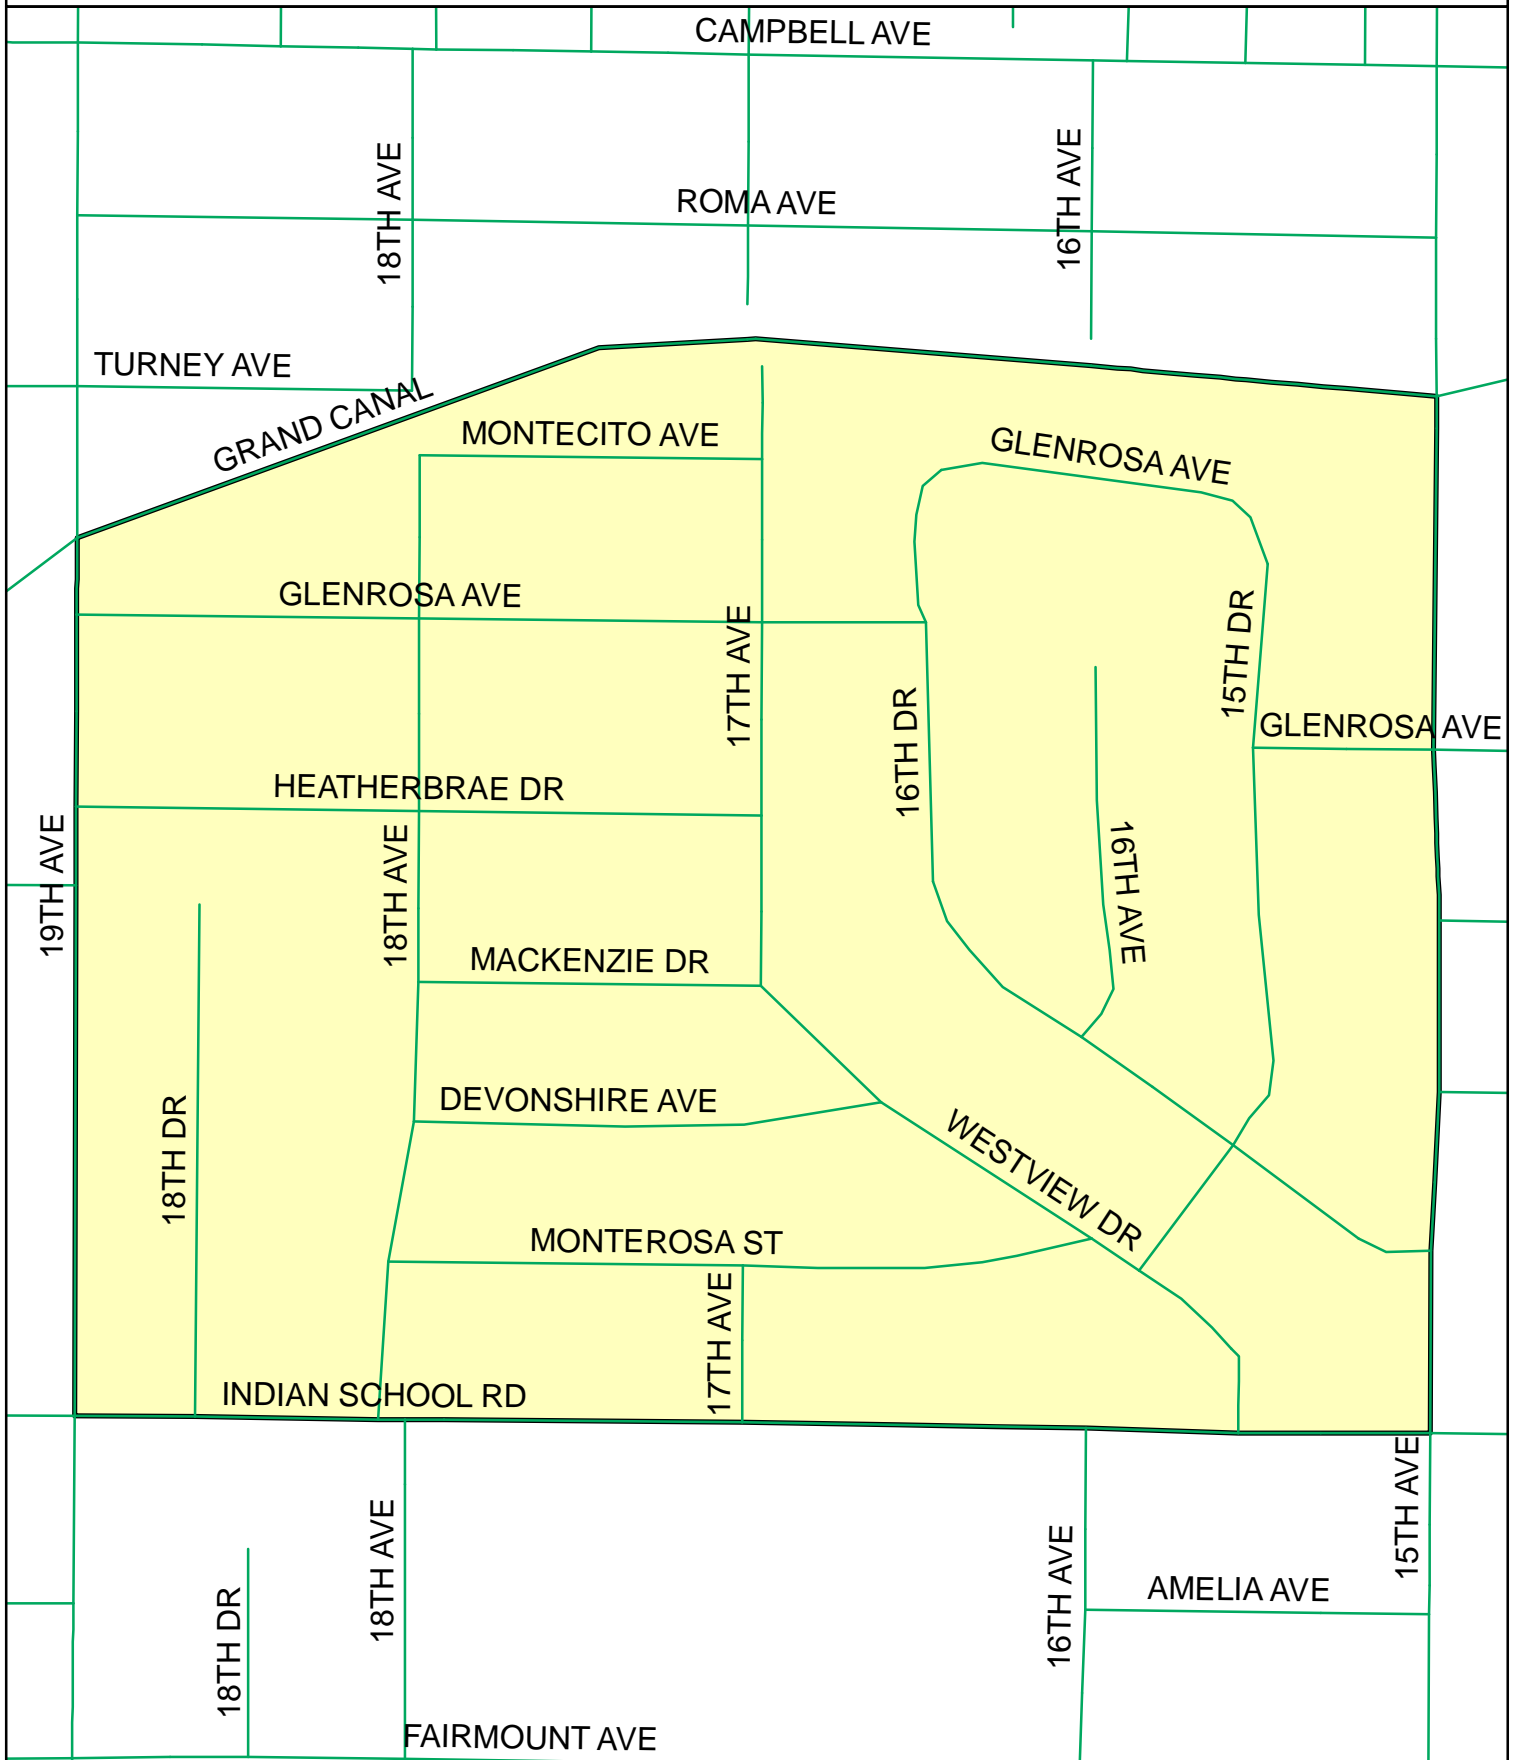 CAMPBELL AVE
18TH AVE
16TH AVE
ROMA AVE
TURNEY AVE
GRAND CANAL
MONTECITO AVE
GLENROSA AVE
GLENROSA AVE
17TH AVE
15TH DR
16TH DR
GLENROSA AVE
HEATHERBRAE DR
19TH AVE
18TH AVE
16TH AVE
MACKENZIE DR
DEVONSHIRE AVE
18TH DR
WESTVIEW DR
MONTEROSA ST
17TH AVE
INDIAN SCHOOL RD
15TH AVE
18TH AVE
16TH AVE
AMELIA AVE
18TH DR
FAIRMOUNT AVE